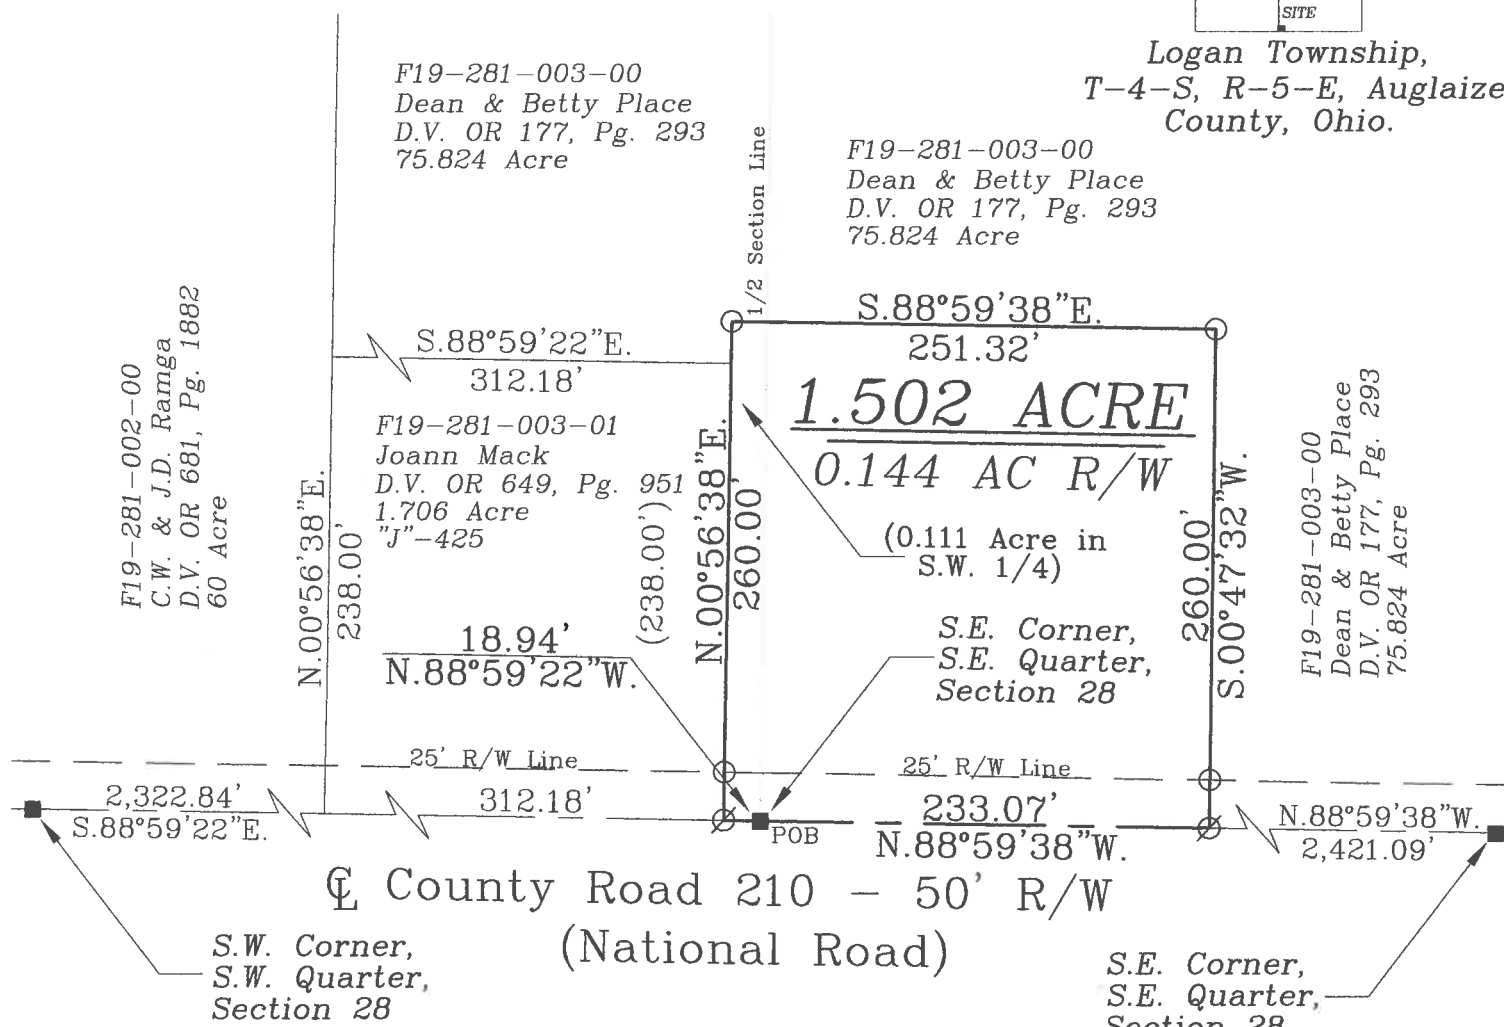 SITE
Logan Township,
T-4-S, R-5-E, Auglaize
County, Ohio.
F19-281-003-00
Dean & Betty Place
D.V. OR 177, Pg. 293
75.824 Acre
1/2 Section Line
F19-281-003-00
Dean & Betty Place
D.V. OR 177, Pg. 293
75.824 Acre
S.88°59'38"E.
251.32'
S.88°59'22"E.
312.18'
1.502 ACRE
0.144 AC R/W
(0.111 Acre in
S.W. 1/4)
F19-281-002-00
C.W. & J.D. Ramga
D.V. OR 681, Pg. 1882
60 Acre
N.00°56'38"E.
238.00'
F19-281-003-01
Joann Mack
D.V. OR 649, Pg. 951
1.706 Acre
"J"-425
(238.00')
N.00°56'38"E.
260.00'
260.00'
S.00°47'32"W.
F19-281-003-00
Dean & Betty Place
D.V. OR 177, Pg. 293
75.824 Acre
18.94'
N.88°59'22"W.
S.E. Corner,
S.E. Quarter,
Section 28
25' R/W Line
25' R/W Line
2,322.84'
S.88°59'22"E.
312.18'
POB
233.07'
N.88°59'38"W.
N.88°59'38"W.
2,421.09'
℄ County Road 210 - 50' R/W
(National Road)
S.W. Corner,
S.W. Quarter,
Section 28
S.E. Corner,
S.E. Quarter,
Section 28